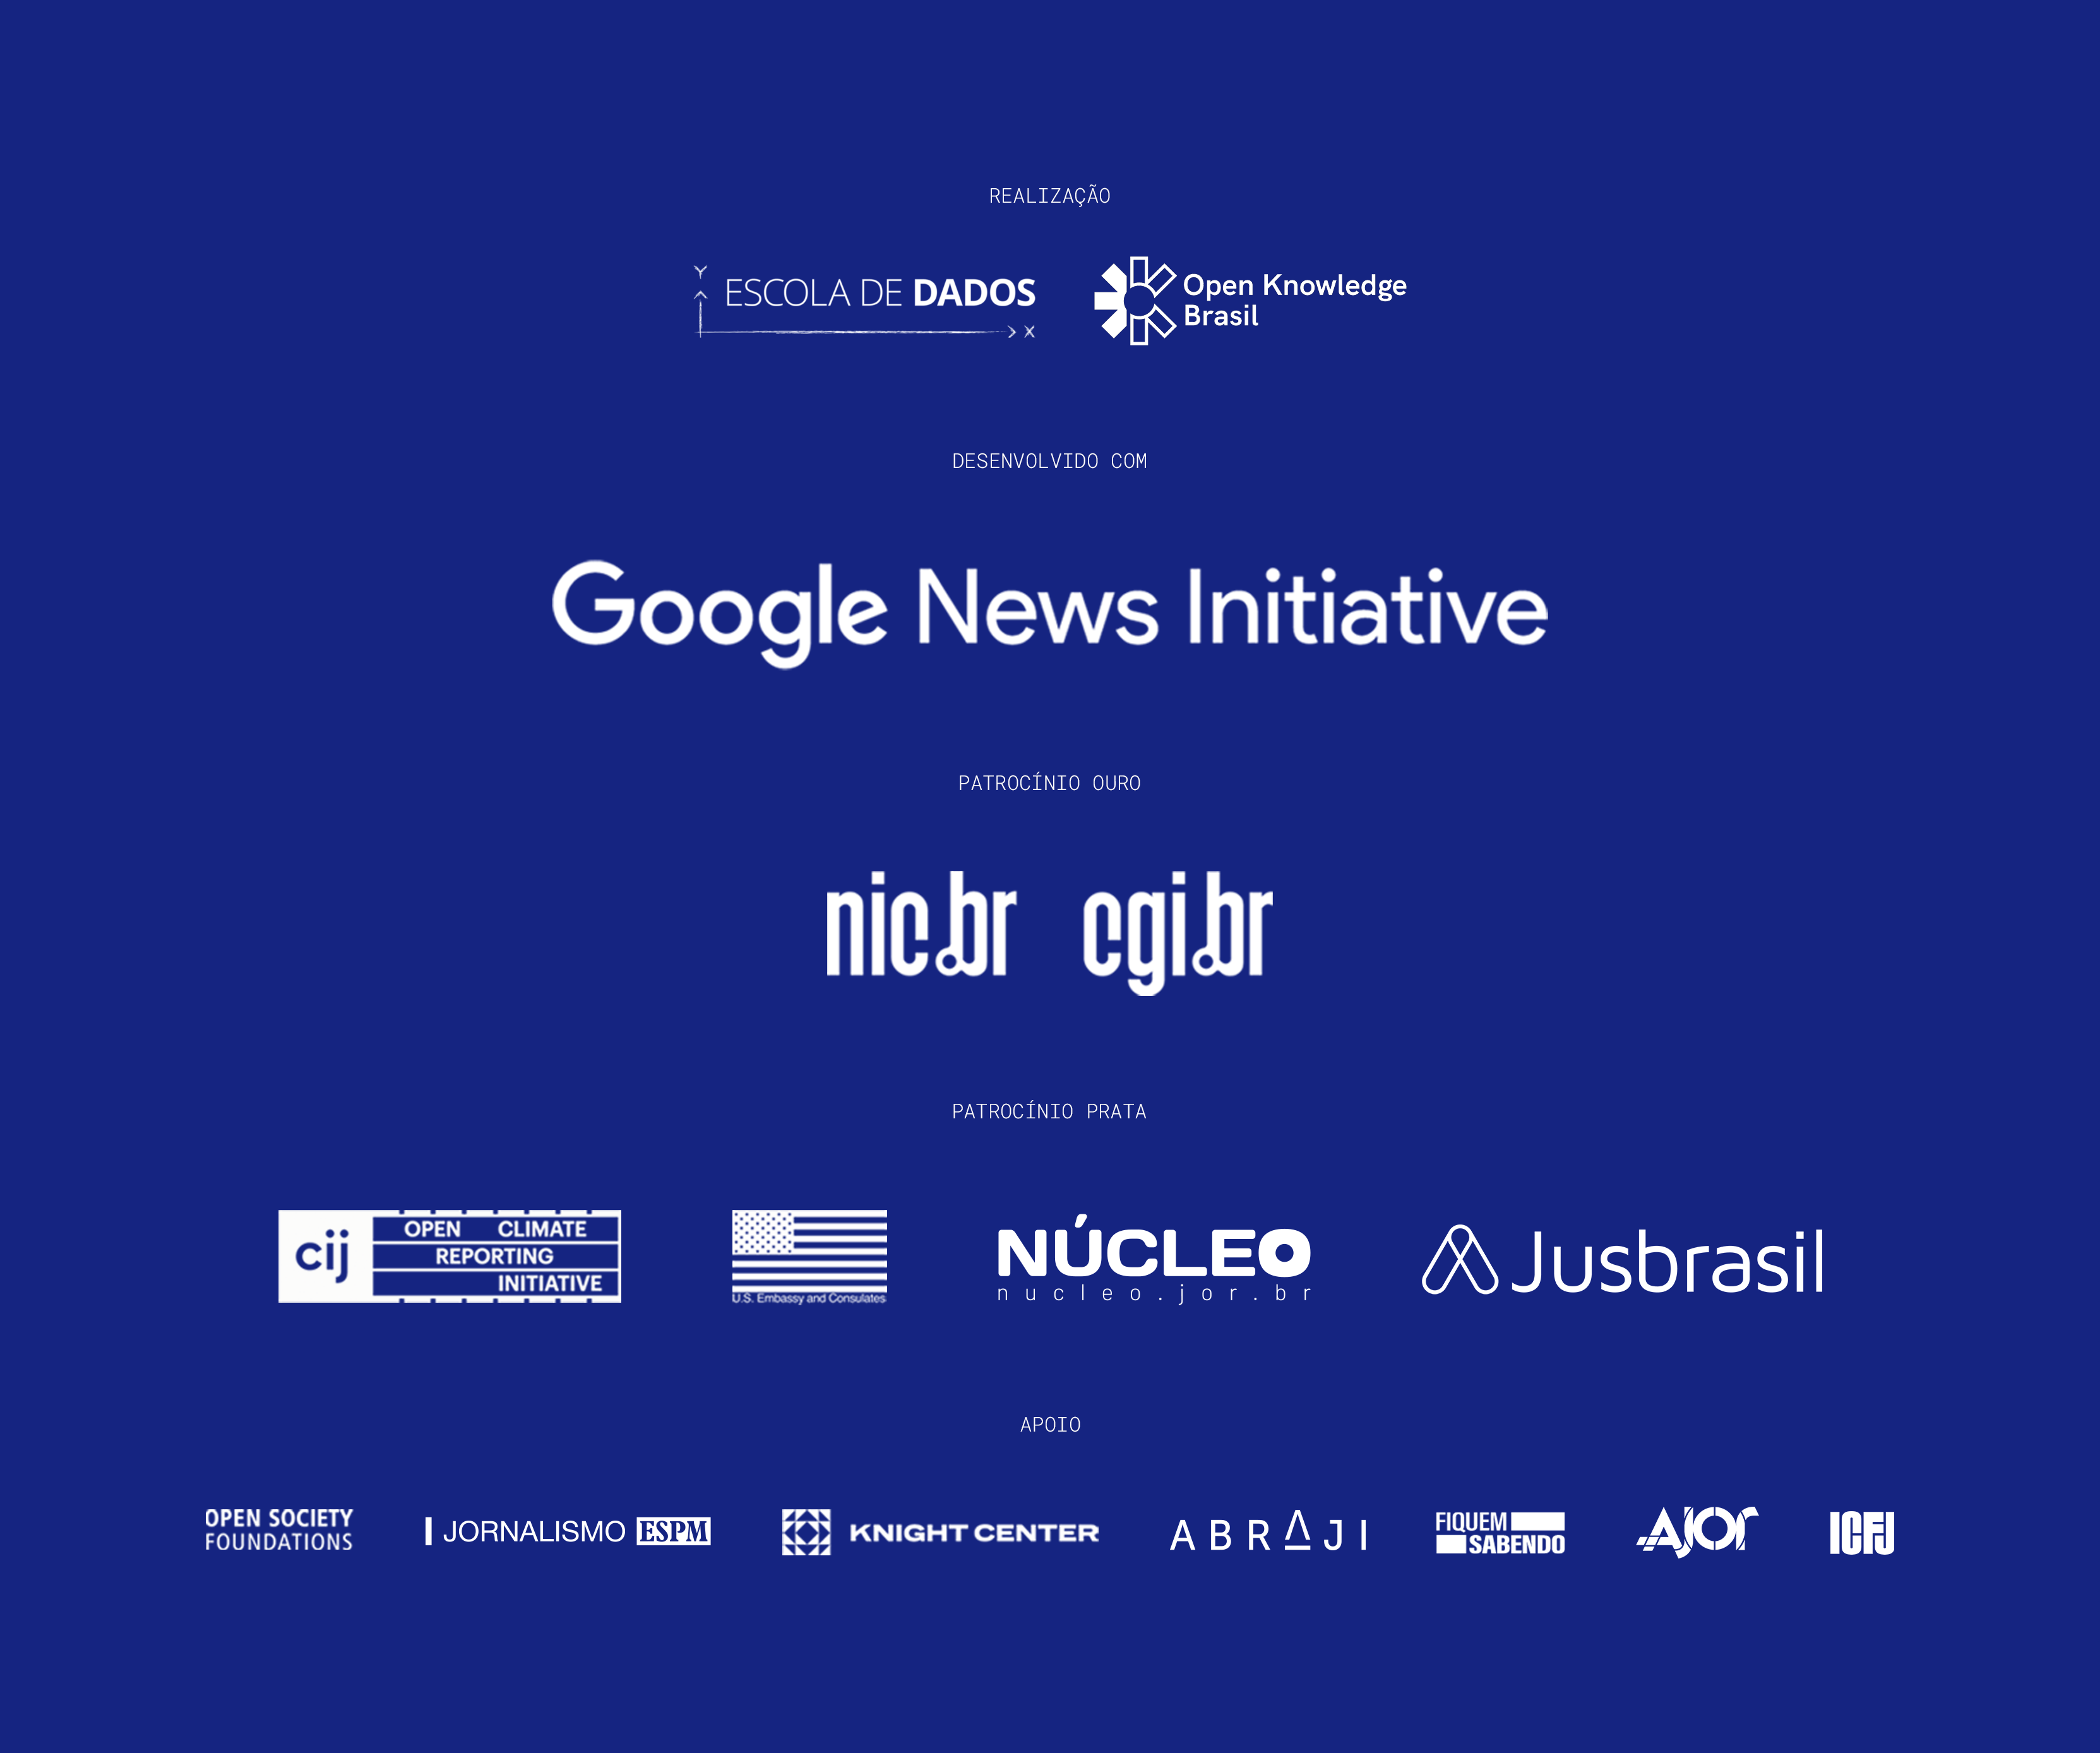 REALIZAÇÃO
Y
ESCOLA DE DADOS
X
Open Knowledge
Brasil
DESENVOLVIDO COM
Google News Initiative
PATROCÍNIO OURO
nic.br
cgi.br
PATROCÍNIO PRATA
cij
OPEN CLIMATE
REPORTING
INITIATIVE
U.S. Embassy and Consulates
NÚCLEO
nucleo.jor.br
Jusbrasil
APOIO
OPEN SOCIETY
FOUNDATIONS
JORNALISMO ESPM
KNIGHT CENTER
ABRAJI
FIQUEM
SABENDO
AJOR
ICFJ